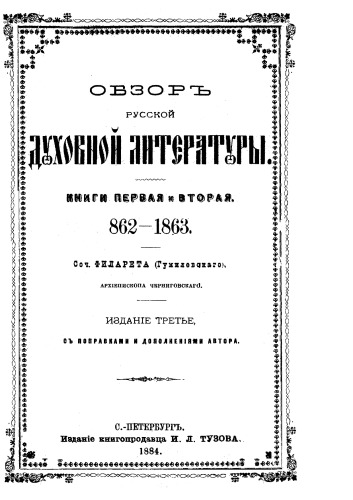 ОБЗОРЪ
РУССКОЙ
ДУХОВНОЙ ЛИТЕРАТУРЫ.
КНИГИ ПЕРВАЯ И ВТОРАЯ.
862—1863.
Соч. ФИЛАРЕТА (Гумилевскаго),
АРХІЕПИСКОПА ЧЕРНИГОВСКАГО.
ИЗДАНІЕ ТРЕТЬЕ,
СЪ ПОПРАВКАМИ И ДОПОЛНЕНІЯМИ АВТОРА.
С.-ПЕТЕРБУРГЪ.
Изданіе книгопродавца И. Л. ТУЗОВА.
1884.